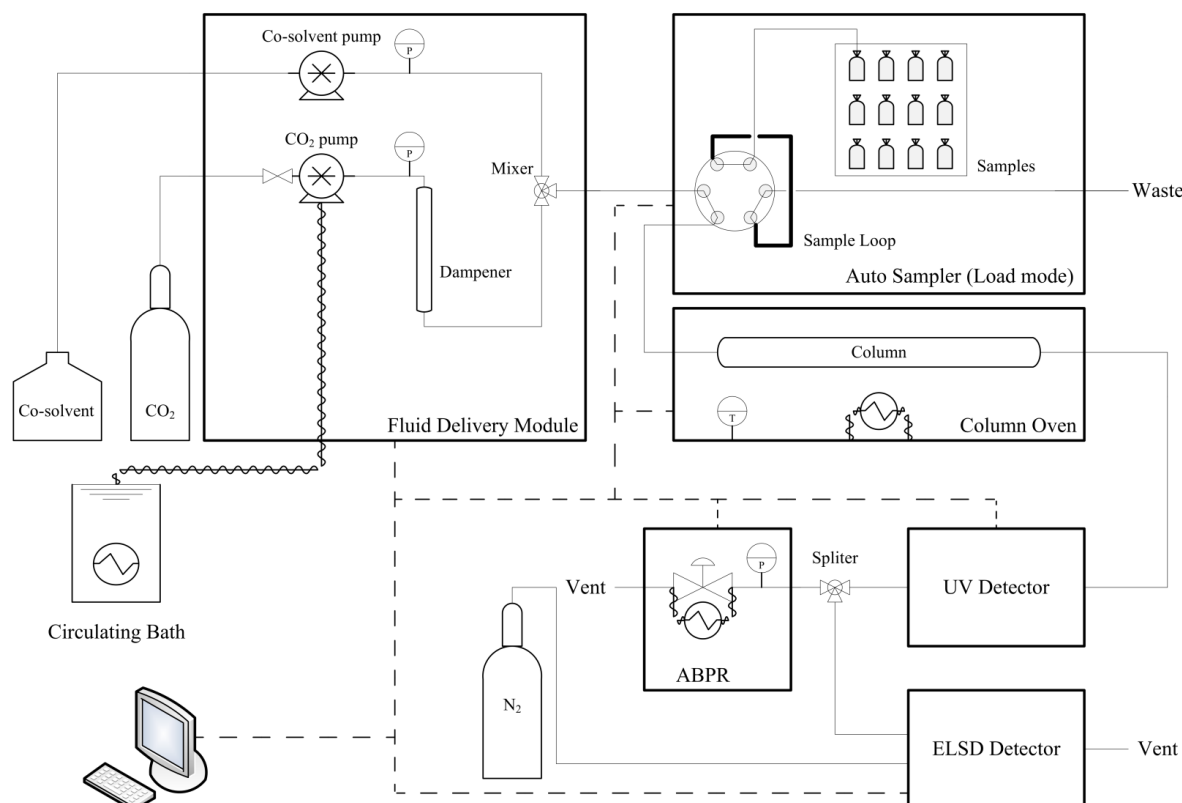 Co-solvent pump
P
CO₂ pump
P
Mixer
Dampener
Co-solvent
CO₂
Fluid Delivery Module
Samples
Waste
Sample Loop
Auto Sampler (Load mode)
Column
T
Column Oven
Circulating Bath
Vent
P
Spliter
UV Detector
ABPR
N₂
ELSD Detector
Vent